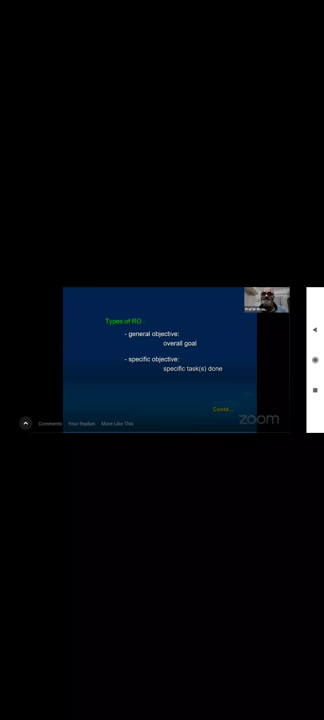 Types of RO :
- general objective:
overall goal
- specific objective:
specific task(s) done
Contd...
zoom
Comments Your Replies More Like This